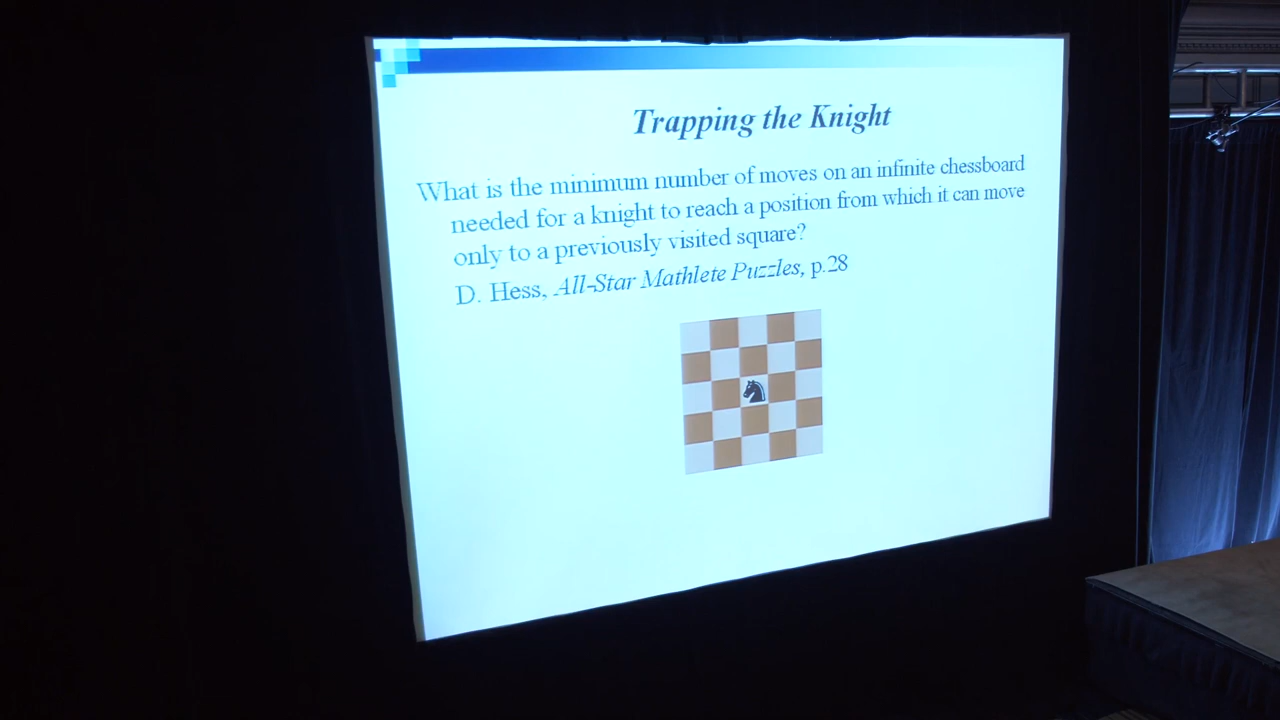 Trapping the Knight
What is the minimum number of moves on an infinite chessboard
needed for a knight to reach a position from which it can move
only to a previously visited square?
D. Hess, All-Star Mathlete Puzzles, p.28